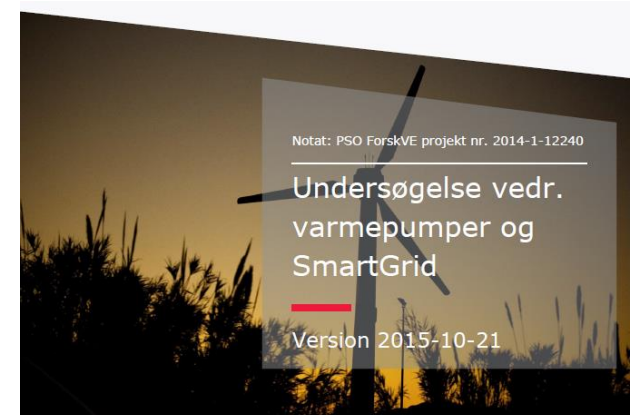 Notat: PSO ForskVE projekt nr. 2014-1-12240
Undersøgelse vedr.
varmepumper og
SmartGrid
Version 2015-10-21